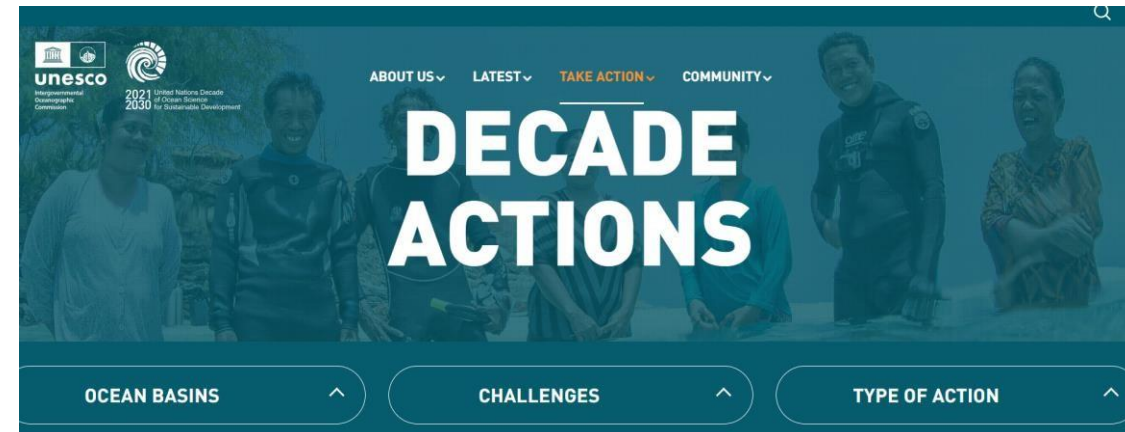 unesco
Intergovernmental
Oceanographic
Commission
2021 United Nations Decade
of Ocean Science
2030 for Sustainable Development
ABOUT US
LATEST
TAKE ACTION
COMMUNITY
DECADE
ACTIONS
OCEAN BASINS
CHALLENGES
TYPE OF ACTION